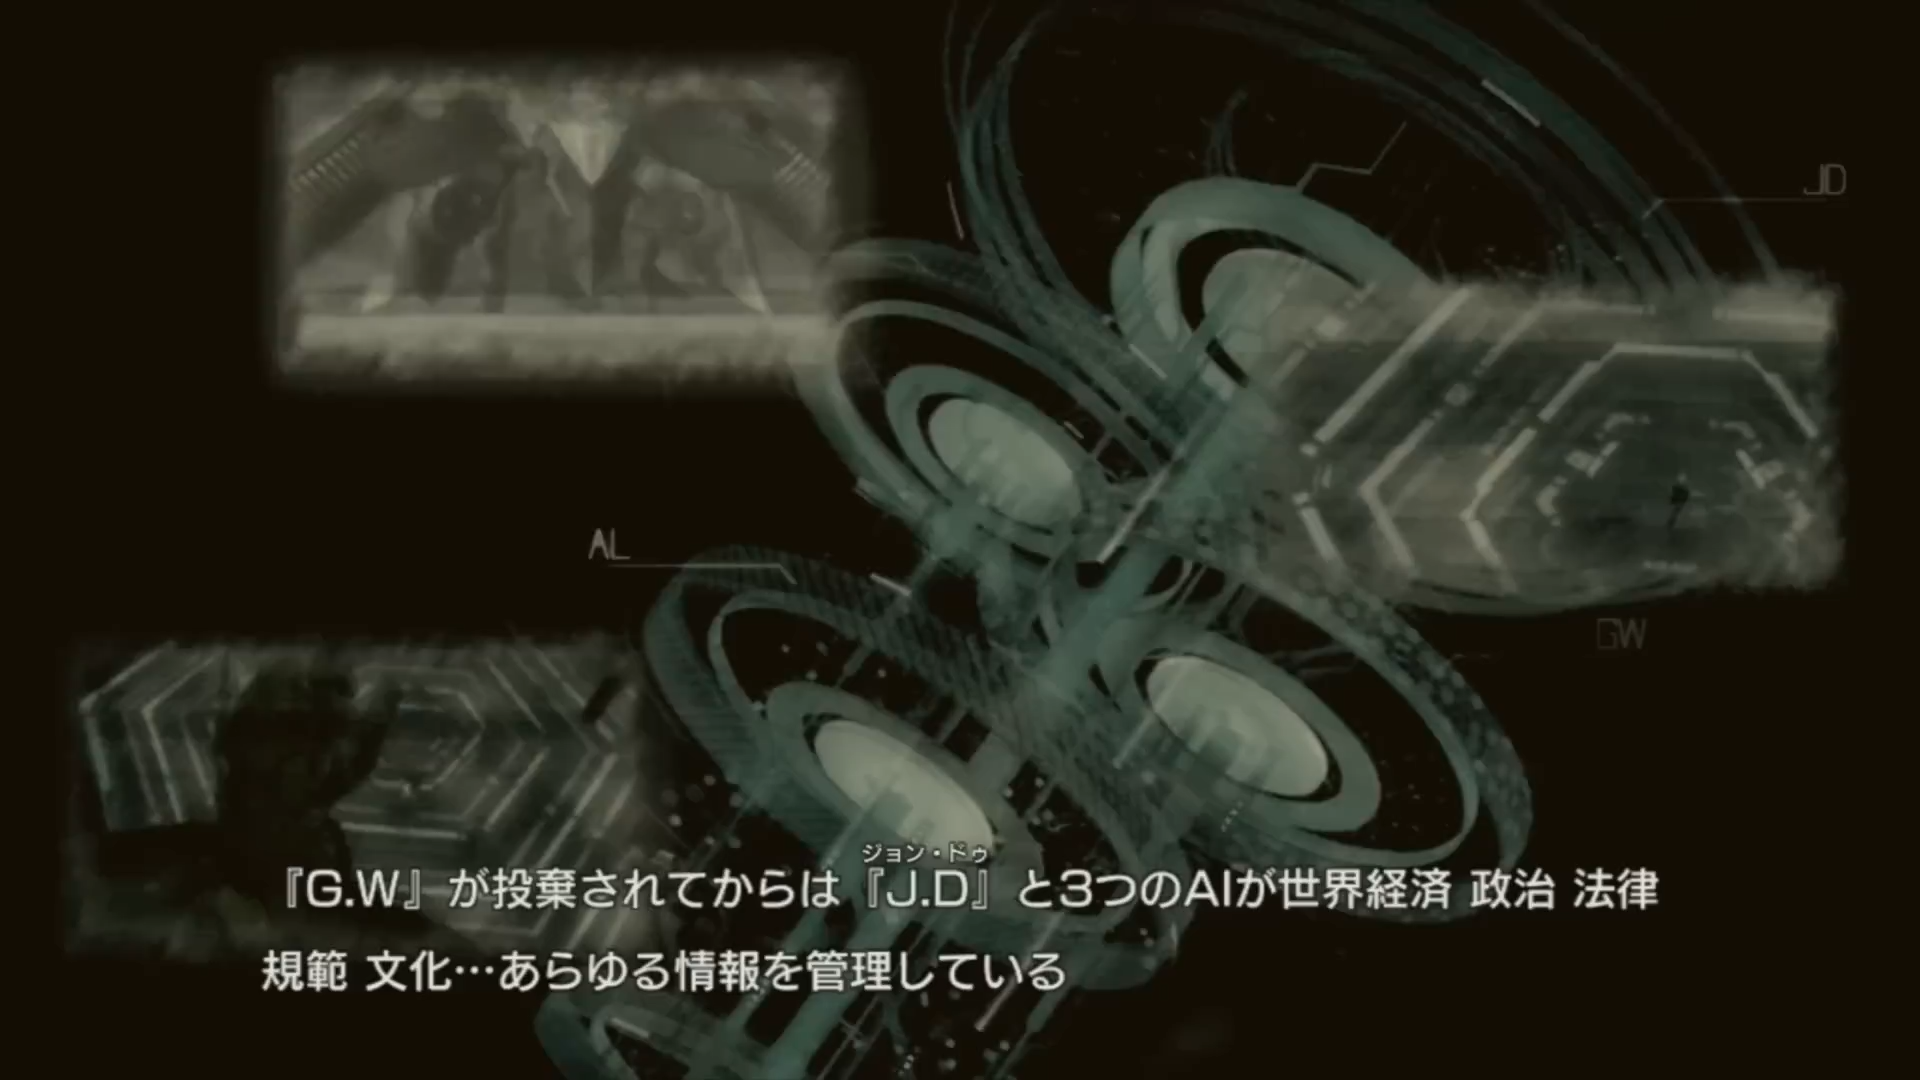 JD
AL
GW
ジョン・ドゥ
『G.W』が投棄されてからは『J.D』と3つのAIが世界経済 政治 法律
規範 文化…あらゆる情報を管理している